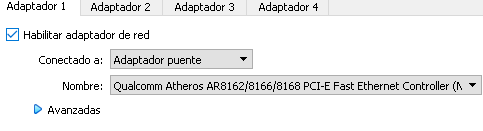 Adaptador 1 Adaptador 2 Adaptador 3 Adaptador 4
Habilitar adaptador de red
Conectado a: Adaptador puente
Nombre: Qualcomm Atheros AR8162/8166/8168 PCI-E Fast Ethernet Controller (N
Avanzadas